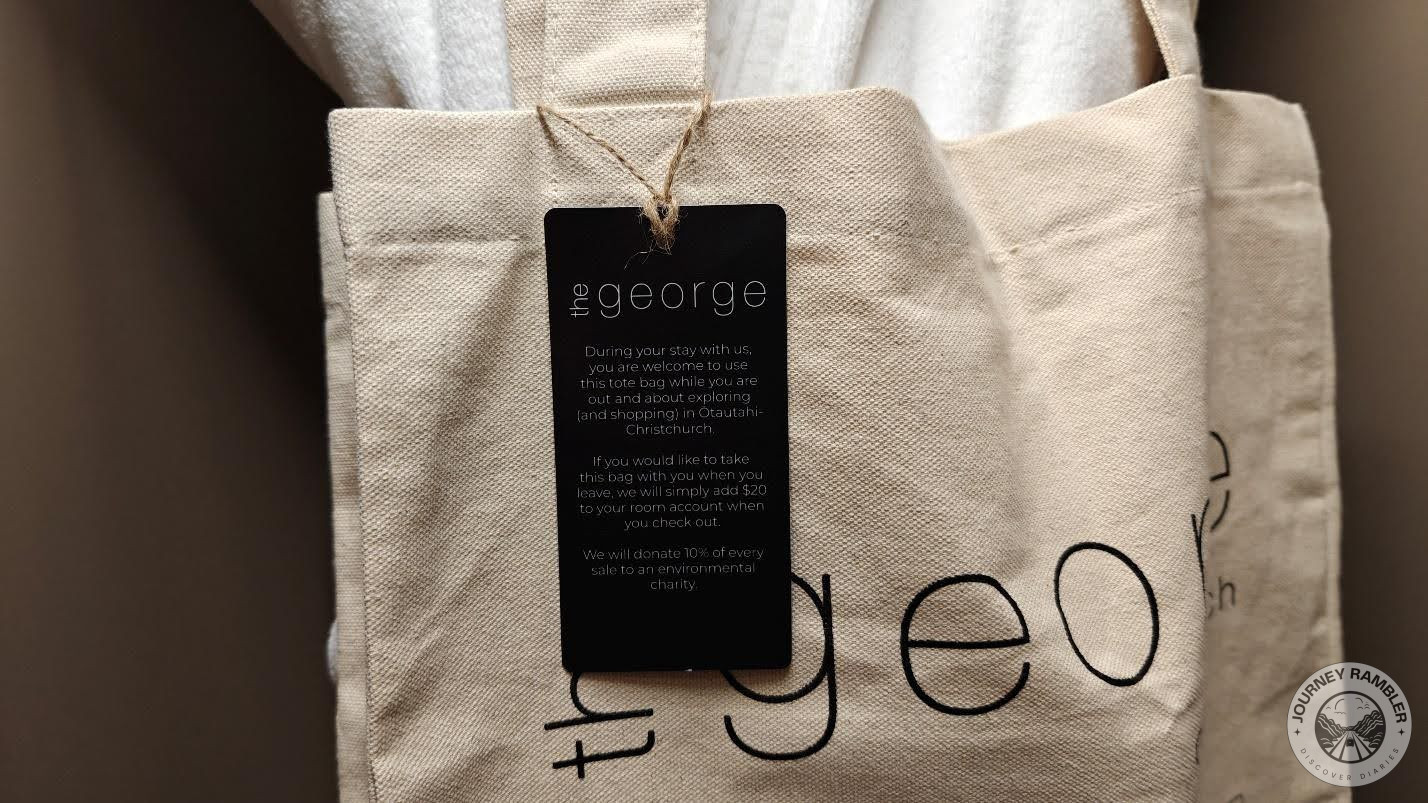 the george
During your stay with us,
you are welcome to use
this tote bag while you are
out and about exploring
(and shopping) in Ōtautahi-
Christchurch.
If you would like to take
this bag with you when you
leave, we will simply add $20
to your room account when
you check out.
We will donate 10% of every
sale to an environmental
charity.
th geor
ch
JOURNEY RAMBLER
DISCOVER DIARIES